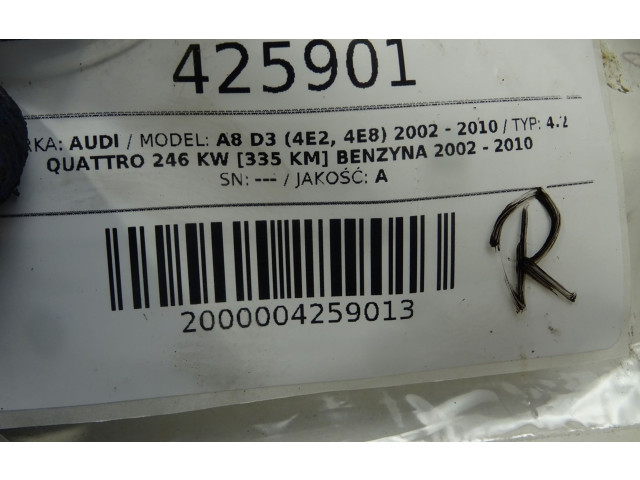 425901
RKA: AUDI / MODEL: A8 D3 (4E2, 4E8) 2002 - 2010 / TYP: 4.2
QUATTRO 246 KW [335 KM] BENZYNA 2002 - 2010
SN: --- / JAKOŚĆ: A
R
2000004259013